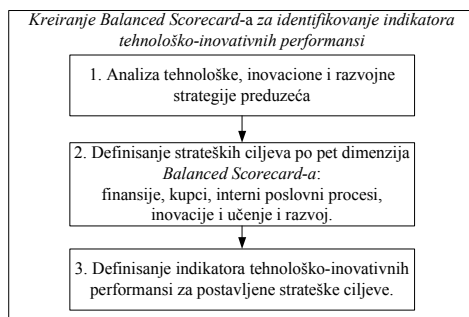 Kreiranje Balanced Scorecard-a za identifikovanje indikatora
tehnološko-inovativnih performansi
1. Analiza tehnološke, inovacione i razvojne
strategije preduzeća
2. Definisanje strateških ciljeva po pet dimenzija
Balanced Scorecard-a:
finansije, kupci, interni poslovni procesi,
inovacije i učenje i razvoj.
3. Definisanje indikatora tehnološko-inovativnih
performansi za postavljene strateške ciljeve.